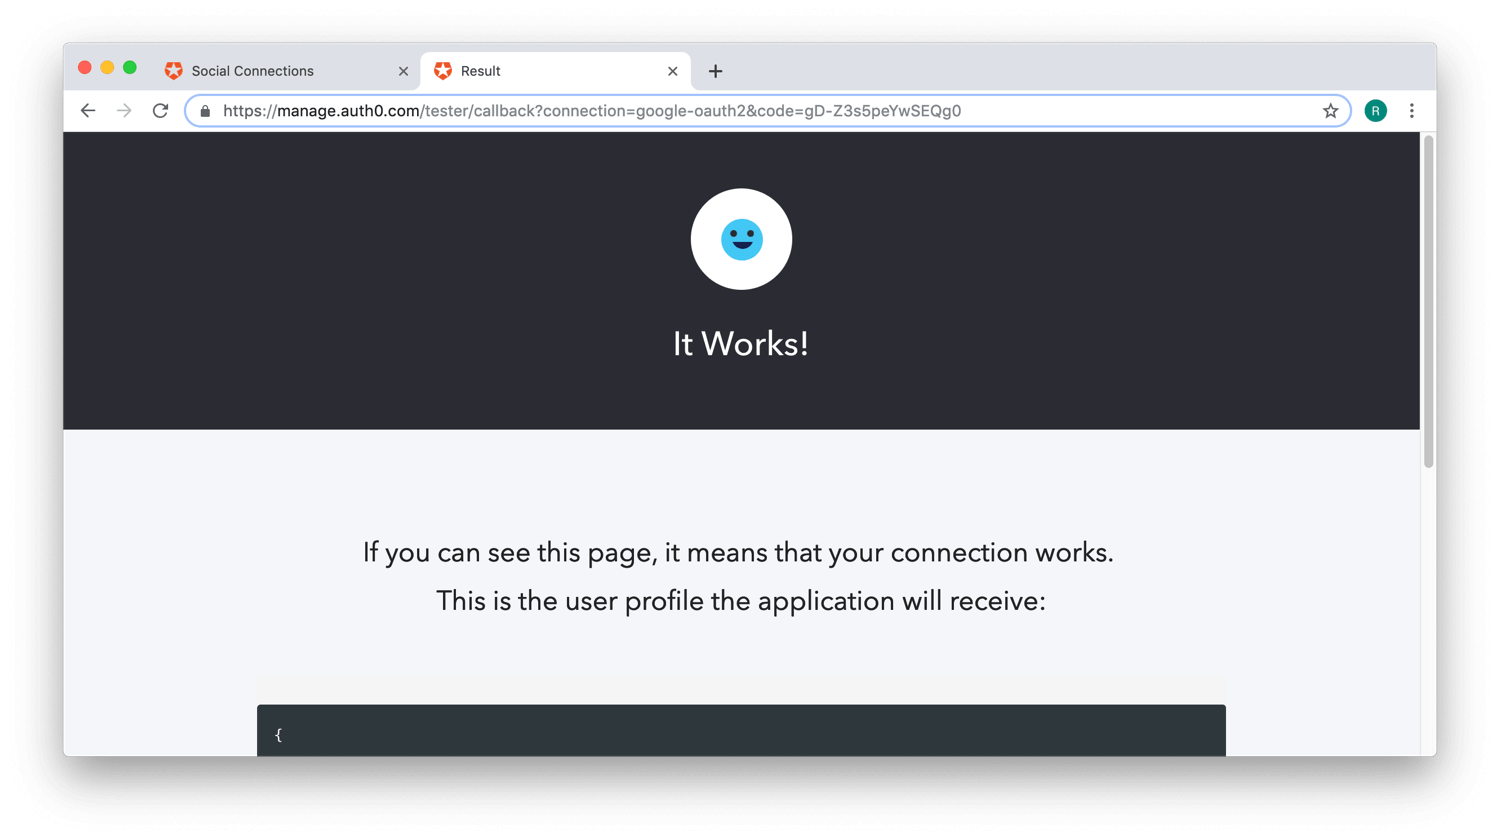 Social Connections
Result
https://manage.auth0.com/tester/callback?connection=google-oauth2&code=gD-Z3s5peYwSEQg0
R
It Works!
If you can see this page, it means that your connection works.
This is the user profile the application will receive:
{